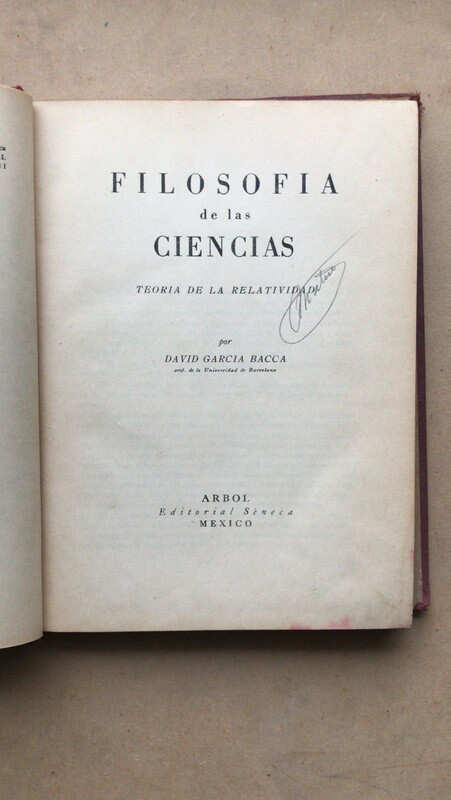 FILOSOFIA
de las
CIENCIAS
TEORIA DE LA RELATIVIDAD
por
DAVID GARCIA BACCA
prof. de la Universidad de Barcelona
ARBOL
Editorial Séneca
MEXICO